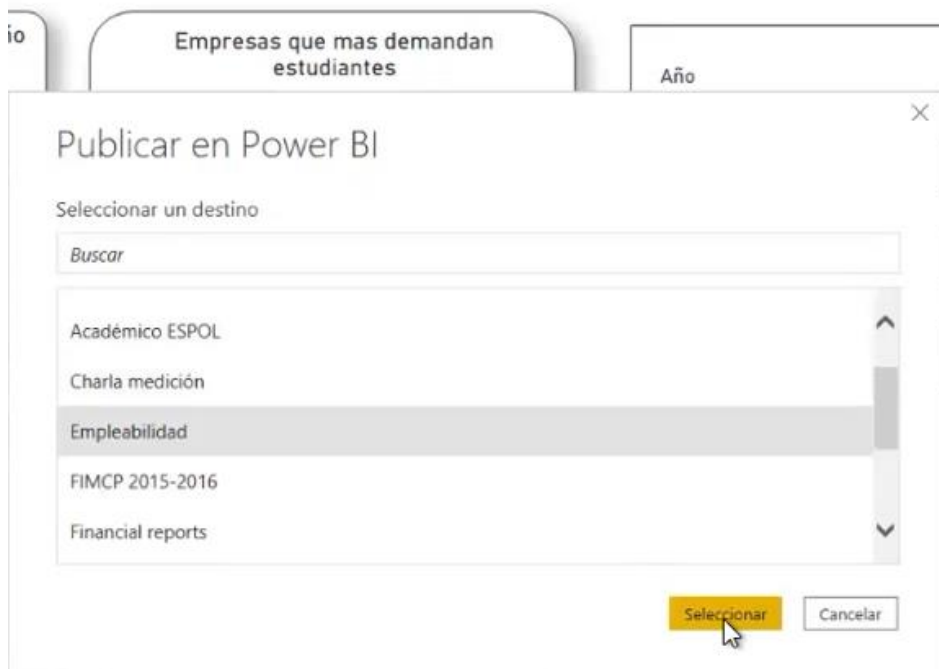 Empresas que mas demandan
estudiantes
Año
Publicar en Power BI
Seleccionar un destino
Buscar
Académico ESPOL
Charla medición
Empleabilidad
FIMCP 2015-2016
Financial reports
Seleccionar
Cancelar